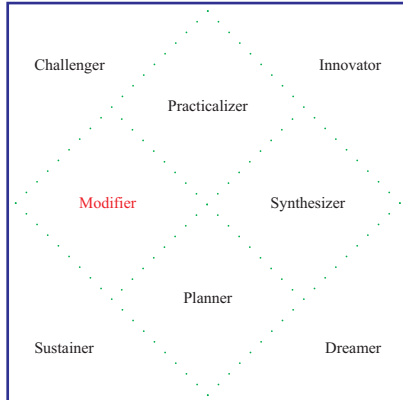 Challenger
Innovator
Practicalizer
Modifier
Synthesizer
Planner
Sustainer
Dreamer